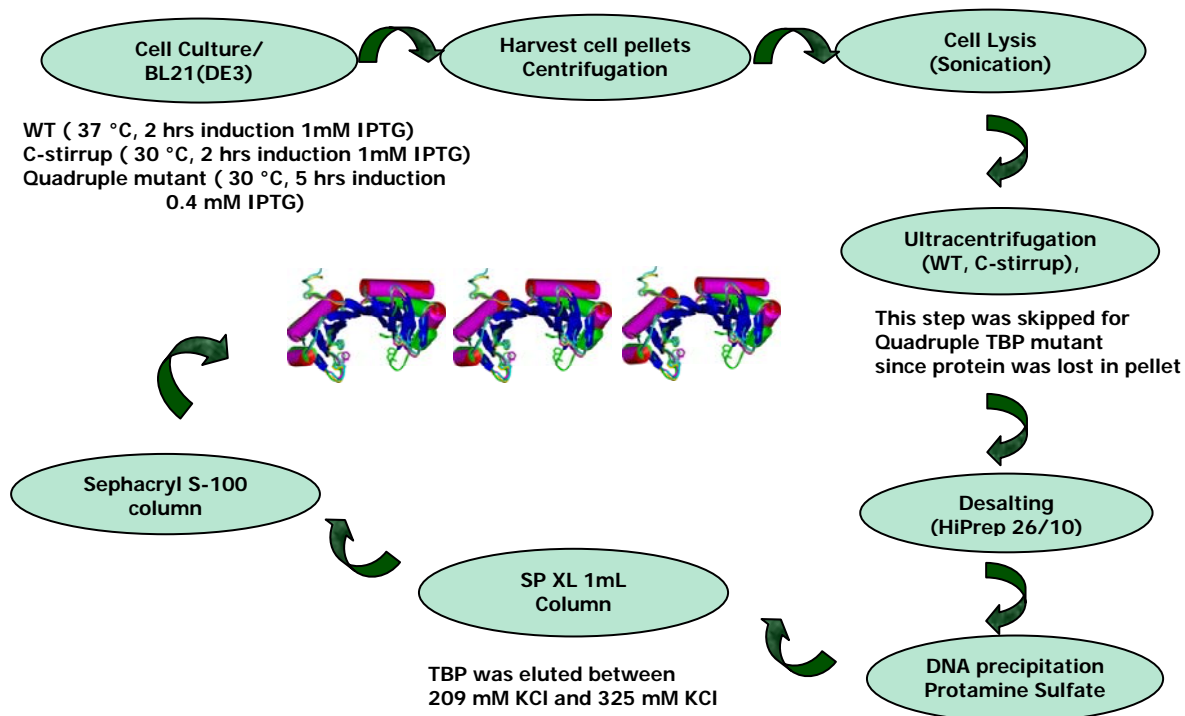 Cell Culture/
BL21(DE3)
WT ( 37 °C, 2 hrs induction 1mM IPTG)
C-stirrup ( 30 °C, 2 hrs induction 1mM IPTG)
Quadruple mutant ( 30 °C, 5 hrs induction
0.4 mM IPTG)
Harvest cell pellets
Centrifugation
Cell Lysis
(Sonication)
Ultracentrifugation
(WT, C-stirrup),
This step was skipped for
Quadruple TBP mutant
since protein was lost in pellet
Desalting
(HiPrep 26/10)
DNA precipitation
Protamine Sulfate
SP XL 1mL
Column
TBP was eluted between
209 mM KCl and 325 mM KCl
Sephacryl S-100
column